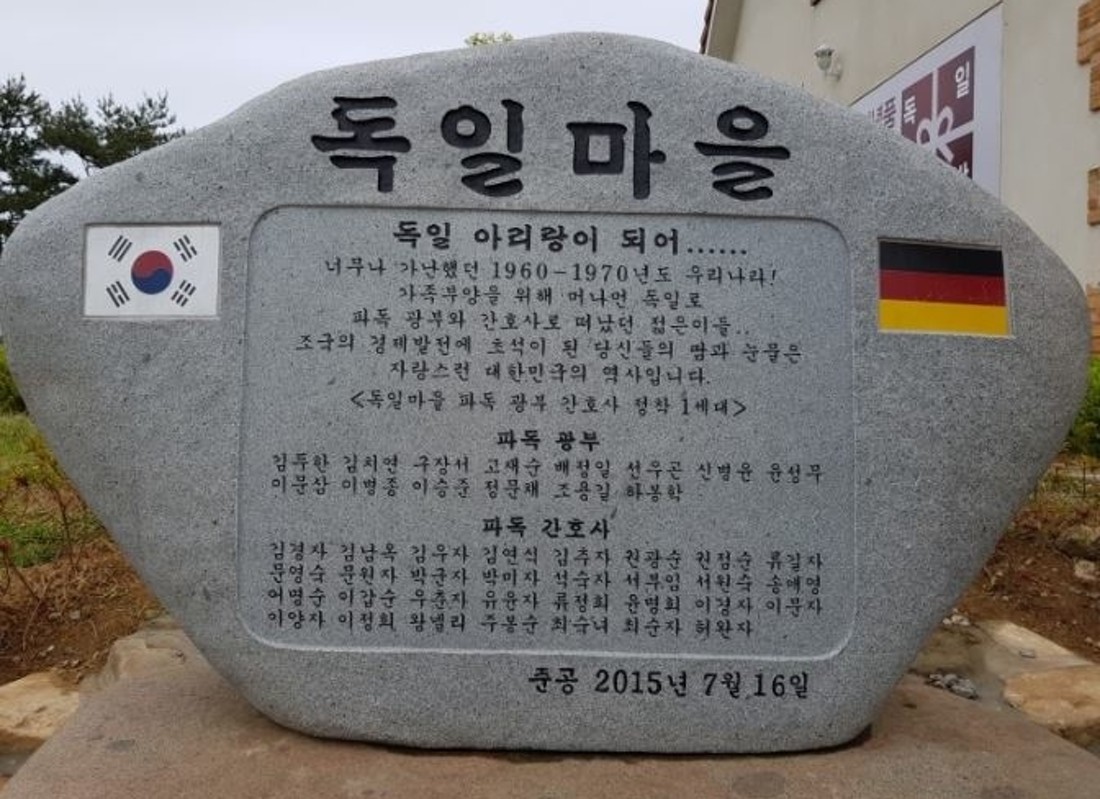 독일마을
독일 아리랑이 되어......
너무나 가난했던 1960-1970년도 우리나라!
가족부양을 위해 머나먼 독일로
파독 광부와 간호사로 떠났던 젊은이들..
조국의 경제발전에 초석이 된 당신들의 땀과 눈물은
자랑스런 대한민국의 역사입니다.
<독일마을 파독 광부 간호사 정착 1세대>
파독 광부
김두한 김치연 구장서 고재순 배정일 선우곤 신병윤 윤성무
이문삼 이병종 이승준 정문채 조용길 하봉학
파독 간호사
김경자 김남옥 김우자 김연식 김추자 원광순 권점순 류길자
문영숙 문원자 박군자 박미자 석숙자 서부임 서원숙 송애영
어명순 이갑순 우춘자 유윤자 류정희 윤명희 이경자 이문자
이양자 이정희 왕넬리 주봉순 최숙녀 최순자 허완자
준공 2015년 7월 16일
독
일
품